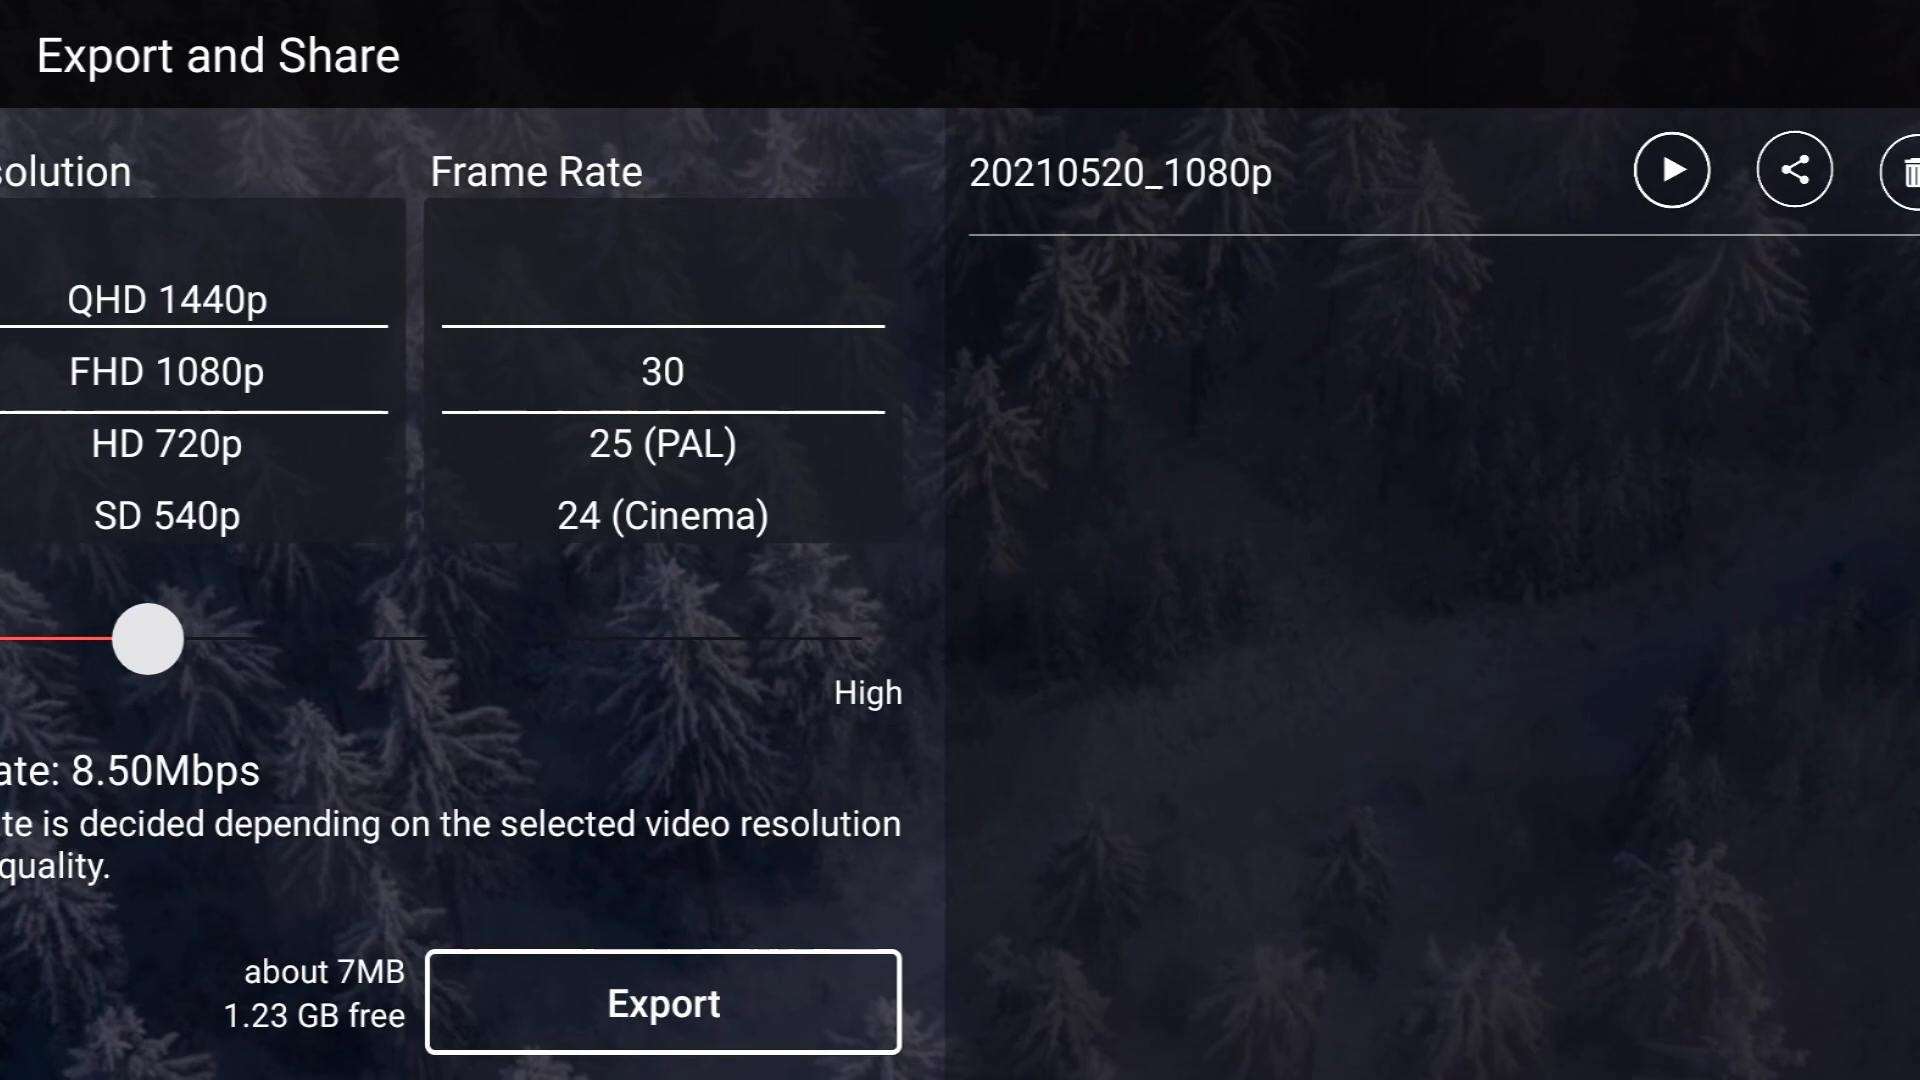 Export and Share
solution
Frame Rate
20210520_1080p
QHD 1440p
FHD 1080p
30
HD 720p
25 (PAL)
SD 540p
24 (Cinema)
High
ate: 8.50Mbps
te is decided depending on the selected video resolution
quality.
about 7MB
1.23 GB free
Export